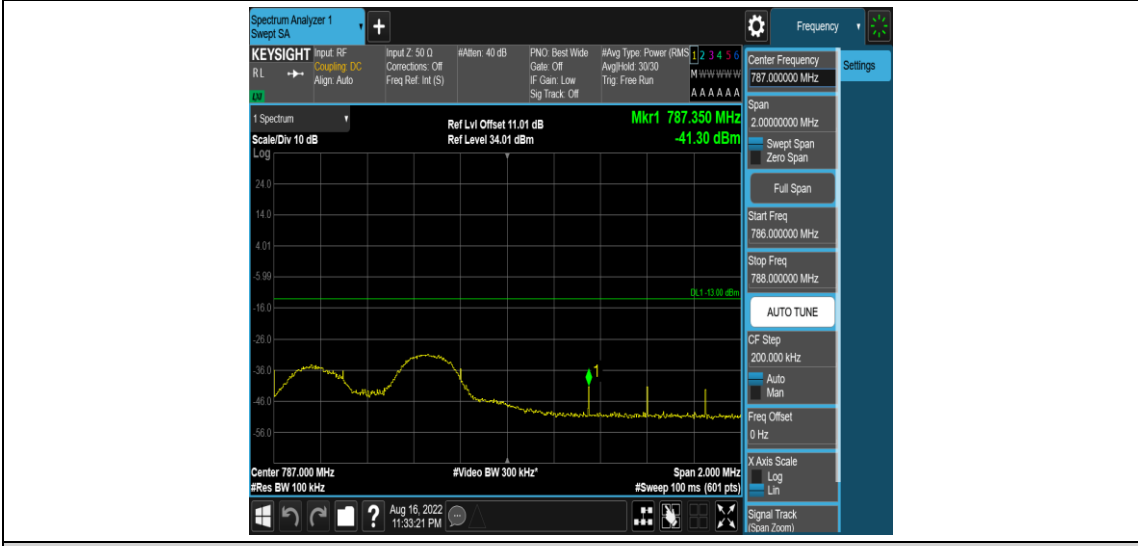 Spectrum Analyzer 1
Swept SA
+
Frequency
KEYSIGHT
RL
LW
Input: RF
Coupling: DC
Align: Auto
Input Z: 50 Ω
Corrections: Off
Freq Ref: Int (S)
#Atten: 40 dB
PNO: Best Wide
Gate: Off
IF Gain: Low
Sig Track: Off
#Avg Type: Power (RMS
Avg|Hold: 30/30
Trig: Free Run
1 2 3 4 5 6
M W W W W W
A A A A A A
1 Spectrum
Scale/Div 10 dB
Log
Ref Lvl Offset 11.01 dB
Ref Level 34.01 dBm
Mkr1 787.350 MHz
-41.30 dBm
24.0
14.0
4.01
-5.99
-16.0
-26.0
-36.0
-46.0
-56.0
DL1 -13.00 dBm
1
Center 787.000 MHz
#Res BW 100 kHz
#Video BW 300 kHz*
Span 2.000 MHz
#Sweep 100 ms (601 pts)
?
Aug 16, 2022
11:33:21 PM
Center Frequency
787.000000 MHz
Settings
Span
2.00000000 MHz
Swept Span
Zero Span
Full Span
Start Freq
786.000000 MHz
Stop Freq
788.000000 MHz
AUTO TUNE
CF Step
200.000 kHz
Auto
Man
Freq Offset
0 Hz
X Axis Scale
Log
Lin
Signal Track
(Span Zoom)